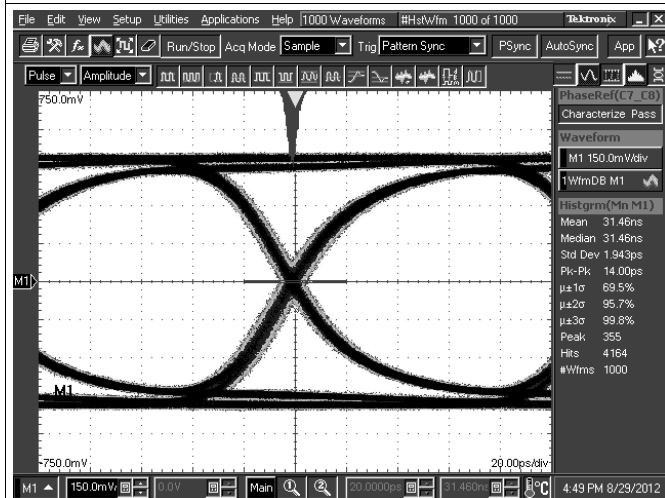 File Edit View Setup Utilities Applications Help 1000 Waveforms #HstWfm 1000 of 1000 Tektronix
Run/Stop Acq Mode Sample Trig Pattern Sync PSync AutoSync App
Pulse Amplitude
750.0mV
PhaseRef(C7_C8)
Characterize Pass
Waveform
M1 150.0mV/div
1WfmDB M1
Histgrm(Mn M1)
Mean 31.46ns
Median 31.46ns
Std Dev 1.943ps
Pk-Pk 14.00ps
µ±1σ 69.5%
µ±2σ 95.7%
µ±3σ 99.8%
Peak 355
Hits 4164
#Wfms 1000
M1
M1
-750.0mV
20.00ps/div
M1 150.0mV 0.0V Main 1 2 20.0000ps 31.460n °C 4:49 PM 8/29/2012